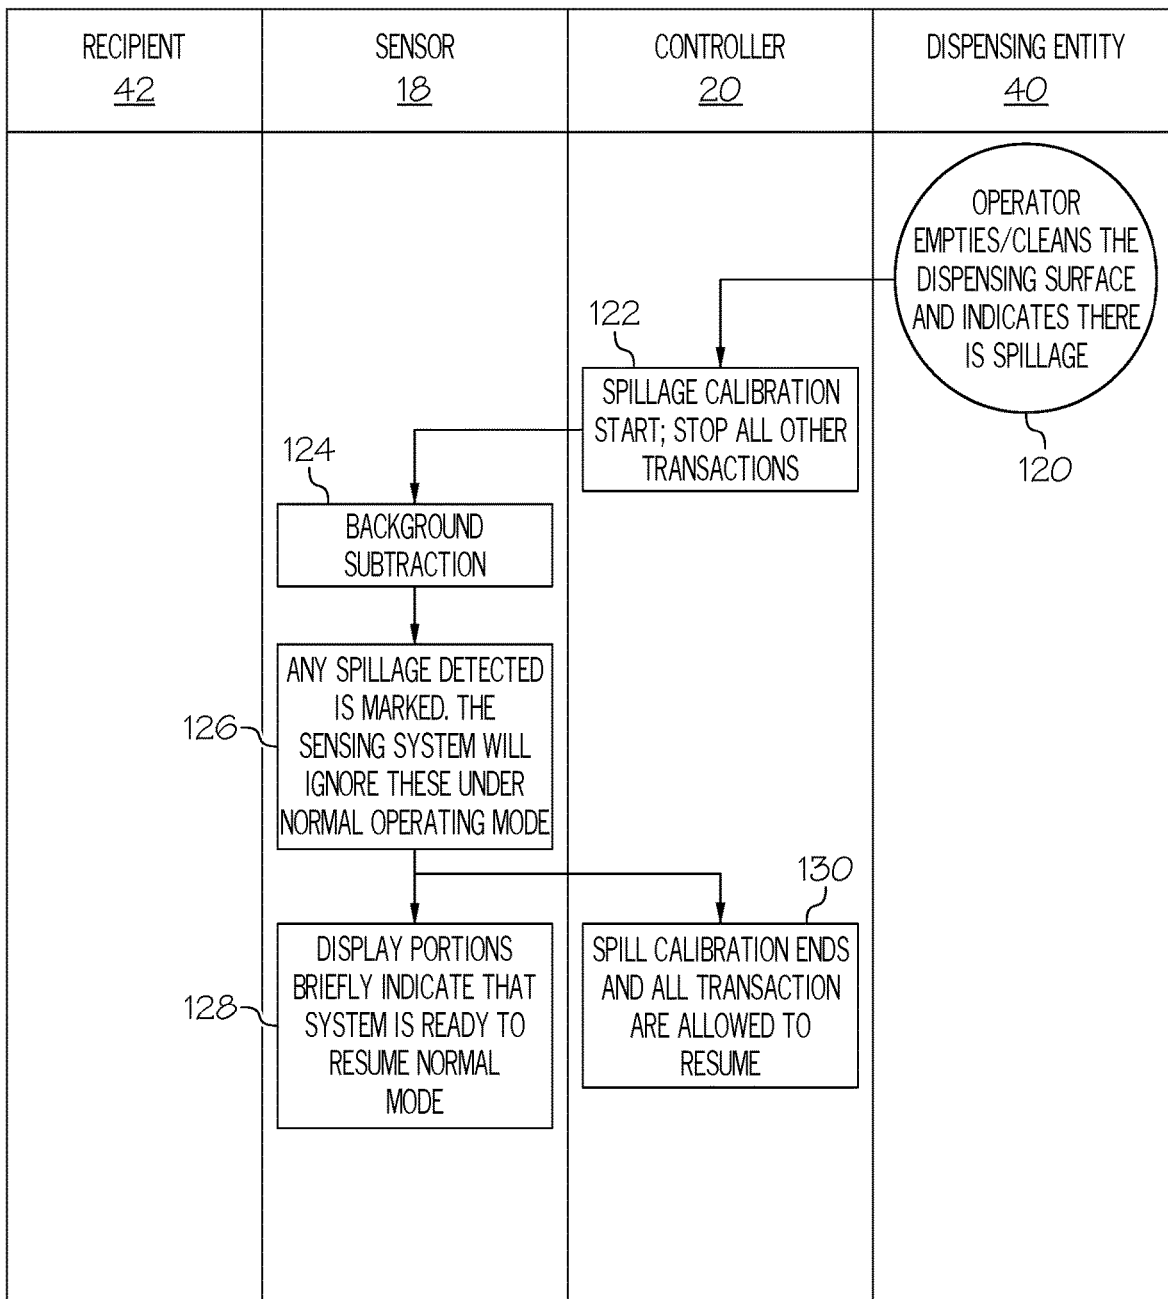 RECIPIENT
42
SENSOR
18
CONTROLLER
20
DISPENSING ENTITY
40
OPERATOR
EMPTIES/CLEANS THE
DISPENSING SURFACE
AND INDICATES THERE
IS SPILLAGE
120
122
SPILLAGE CALIBRATION
START; STOP ALL OTHER
TRANSACTIONS
124
BACKGROUND
SUBTRACTION
126
ANY SPILLAGE DETECTED
IS MARKED. THE
SENSING SYSTEM WILL
IGNORE THESE UNDER
NORMAL OPERATING MODE
128
DISPLAY PORTIONS
BRIEFLY INDICATE THAT
SYSTEM IS READY TO
RESUME NORMAL
MODE
130
SPILL CALIBRATION ENDS
AND ALL TRANSACTION
ARE ALLOWED TO
RESUME